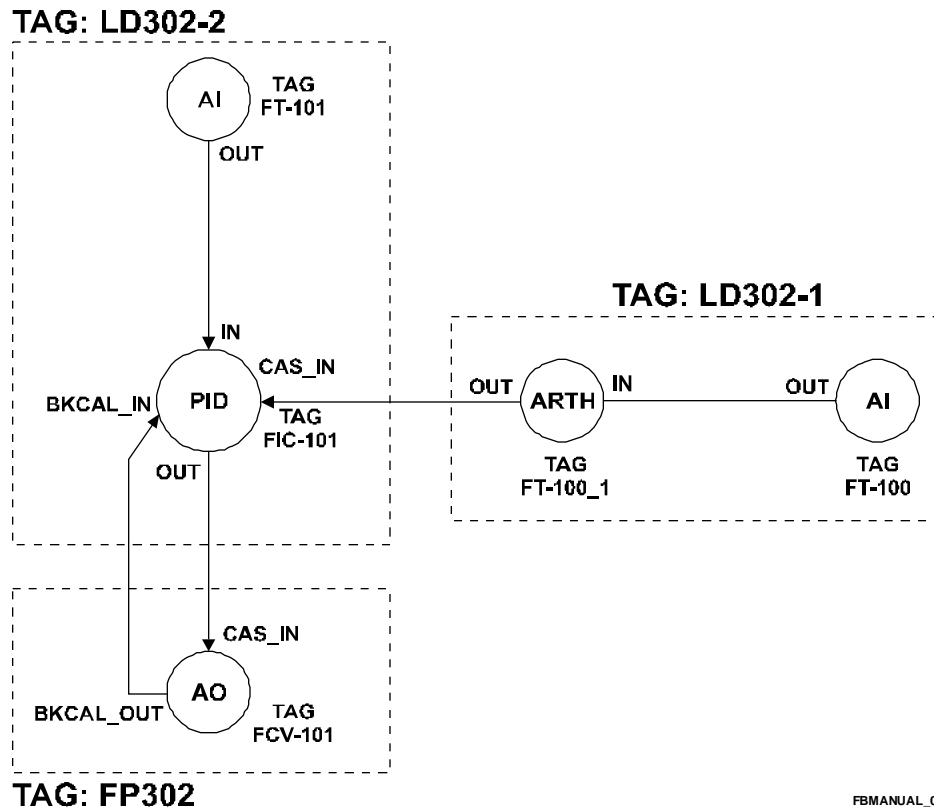 TAG: LD302-2
AI
TAG
FT-101
OUT
IN
CAS_IN
BKCAL_IN
PID
TAG
FIC-101
OUT
TAG: LD302-1
OUT
ARTH
IN
OUT
AI
TAG
FT-100_1
TAG
FT-100
CAS_IN
AO
BKCAL_OUT
TAG
FCV-101
TAG: FP302